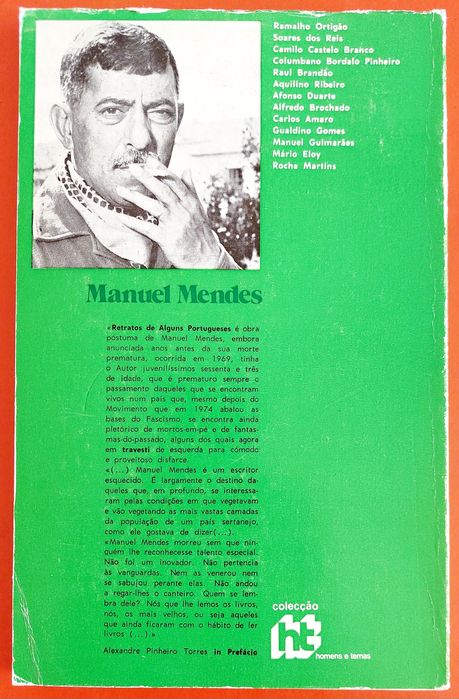 Ramalho Ortigão
Soares dos Reis
Camilo Castelo Branco
Columbano Bordalo Pinheiro
Raul Brandão
Aquilino Ribeiro
Afonso Duarte
Alfredo Brochado
Carlos Amaro
Gualdino Gomes
Manuel Guimarães
Mário Eloy
Rocha Martins
Manuel Mendes
«Retratos de Alguns Portugueses é obra
póstuma de Manuel Mendes, embora
anunciada anos antes da sua morte
prematura, ocorrida em 1969, tinha
o Autor juvenilíssimos sessenta e três
de idade, que é prematuro sempre o
passamento daqueles que se encontram
vivos num país que, mesmo depois do
Movimento que em 1974 abalou as
bases do Fascismo, se encontra ainda
pletórico de mortos-em-pé e de fantas-
mas-do-passado, alguns dos quais agora
em travesti de esquerda para cómodo
e proveitoso disfarce.
«(...) Manuel Mendes é um escritor
esquecido. É largamente o destino da-
queles que, em profundo, se interessa-
ram pelas condições em que vegetavam
e vão vegetando as mais vastas camadas
da população de um país sertanejo,
como ele gostava de dizer(...).
«Manuel Mendes morreu sem que nin-
guém lhe reconhecesse talento especial.
Não foi um inovador. Não pertencia
às vanguardas. Nem as venerou nem
se sabujou perante elas. Não andou
a regar-lhes o canteiro. Quem se lem-
bra dele? Nós que lhe lemos os livros,
nós, os mais velhos, ou seja aqueles
que ainda ficaram com o hábito de ler
livros (...).»
Alexandre Pinheiro Torres in Prefácio
colecção
ht
homens e temas